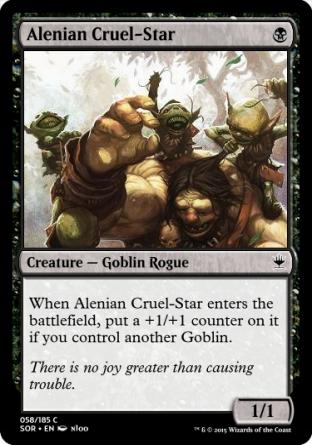 Alenian Cruel-Star
Creature — Goblin Rogue
When Alenian Cruel-Star enters the
battlefield, put a +1/+1 counter on it
if you control another Goblin.
There is no joy greater than causing
trouble.
1/1
058/185 C
SOR • EN n100
™ & © 2015 Wizards of the Coast